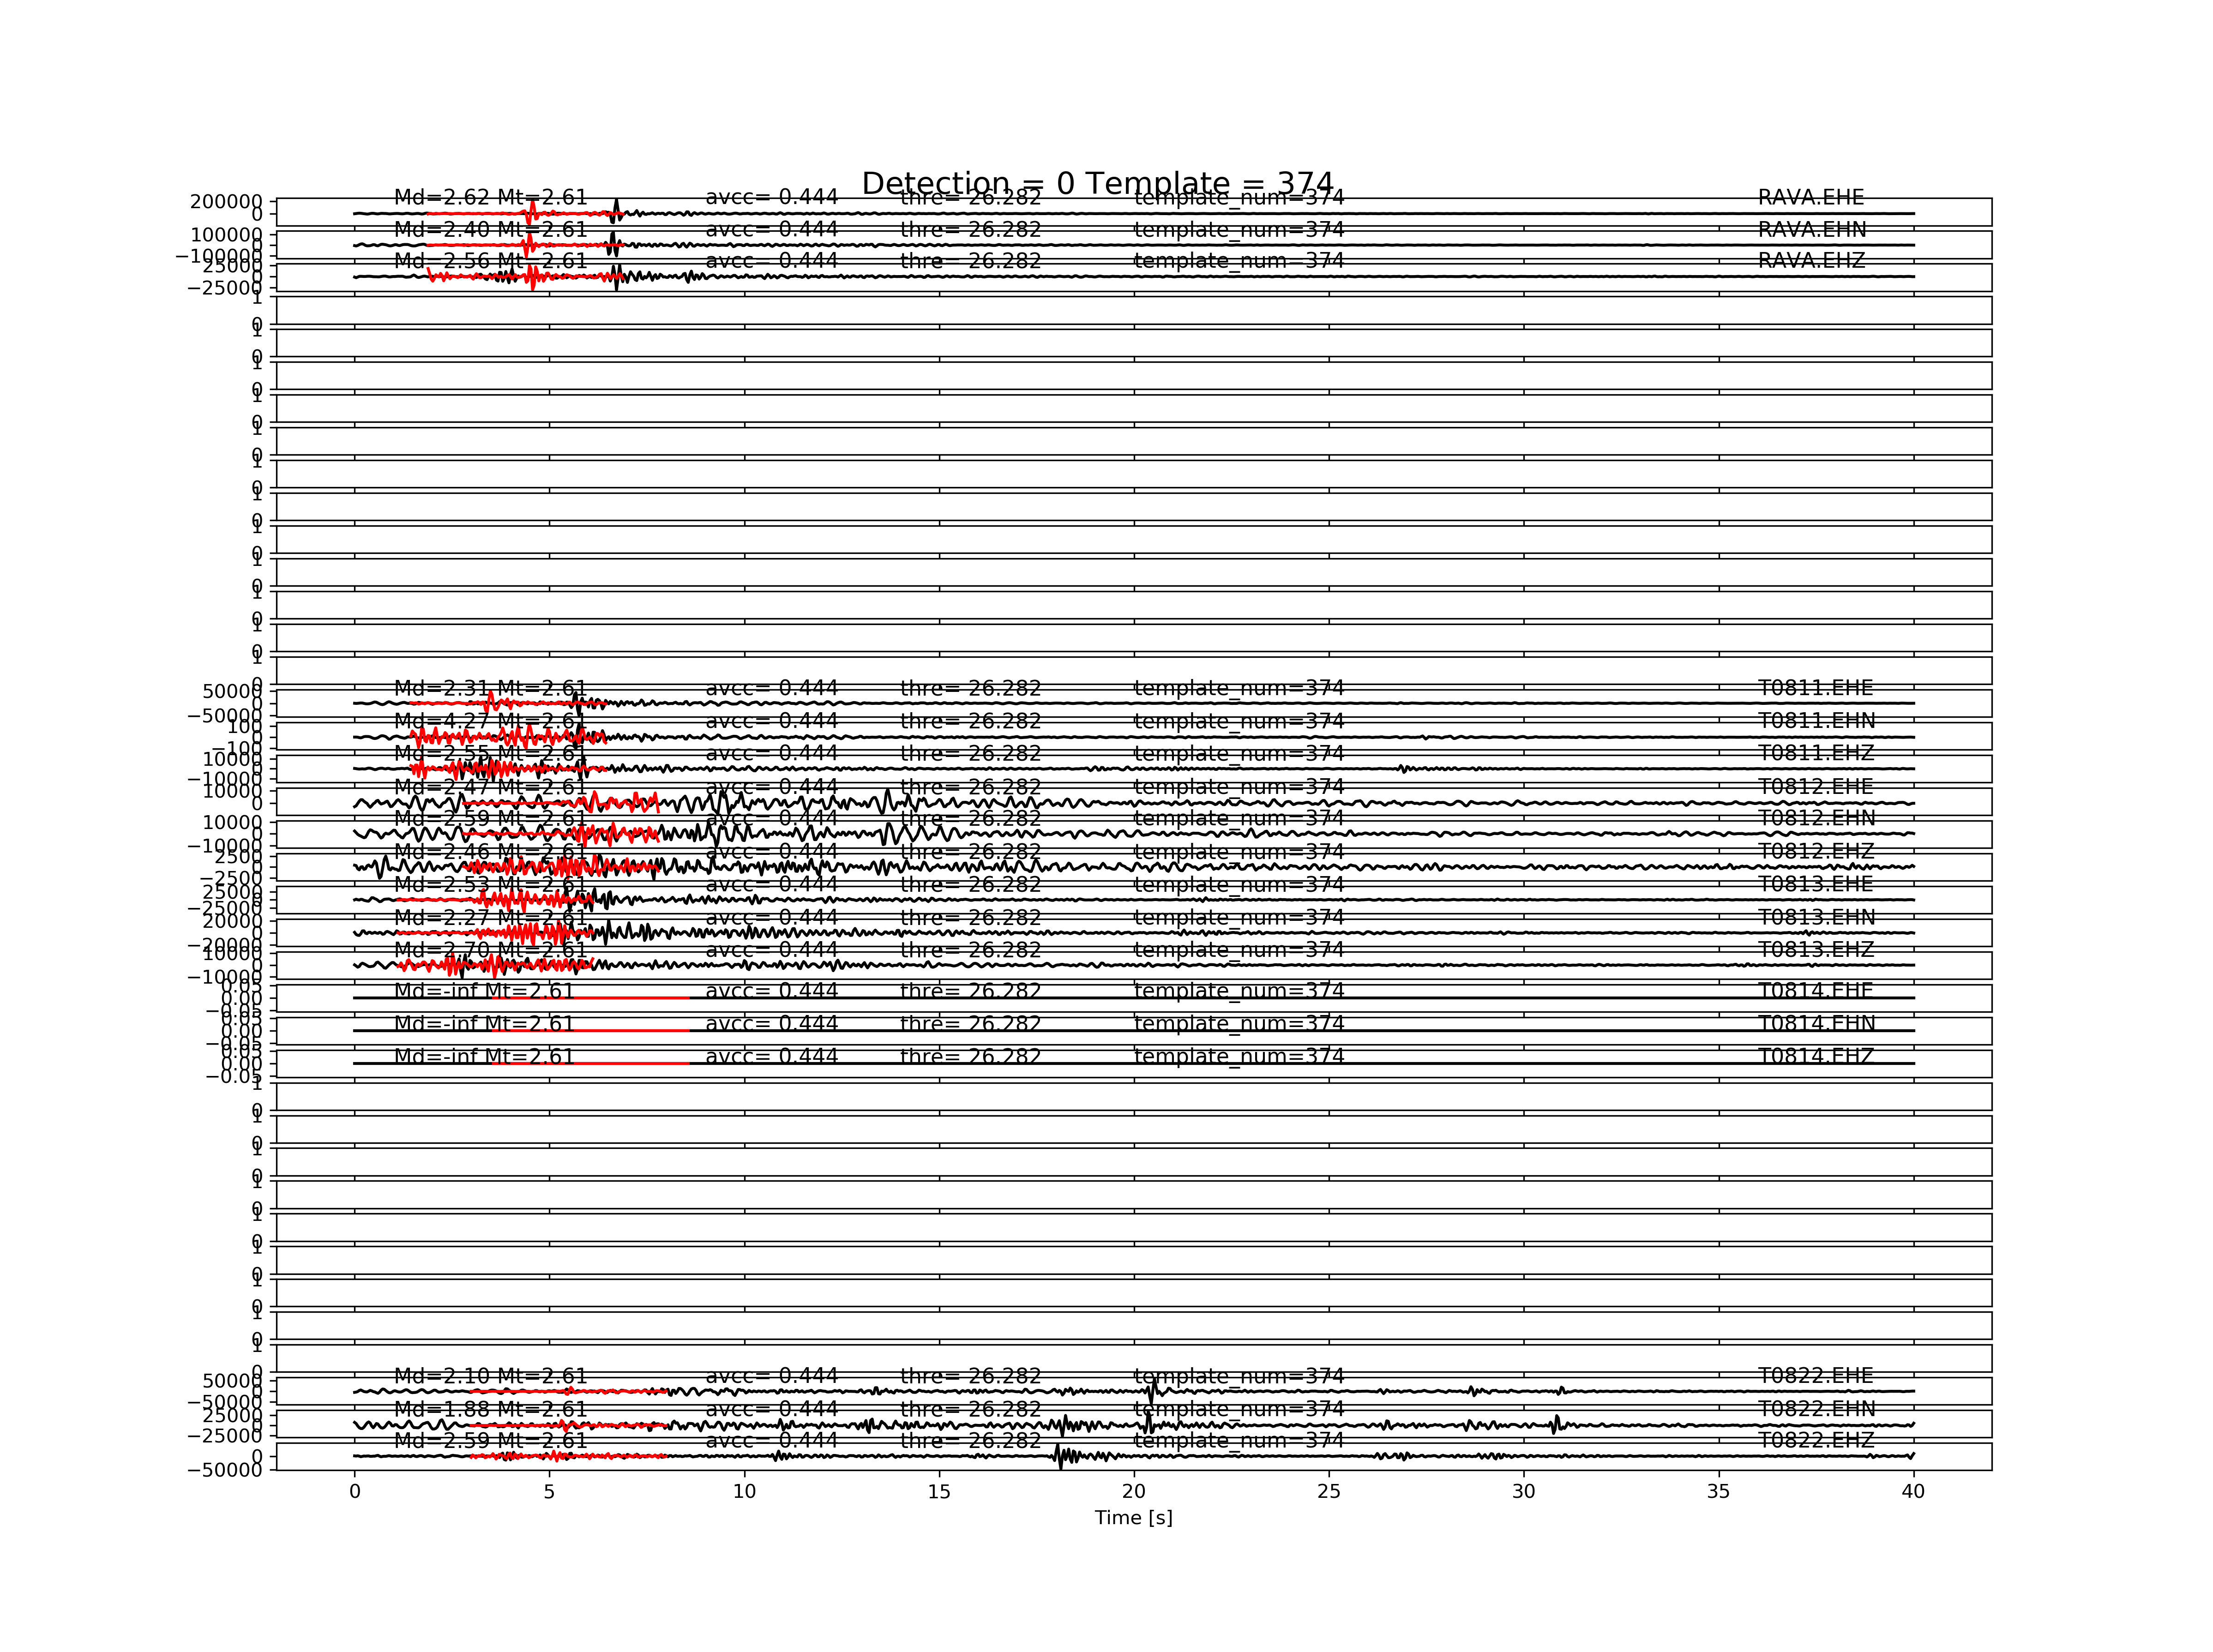 Detection = 0 Template = 374
200000 0 Md=2.62 Mt=2.61 avcc= 0.444 thre= 26.282 template_num=374 RAVA.EHE
100000 0 −100000 Md=2.40 Mt=2.61 avcc= 0.444 thre= 26.282 template_num=374 RAVA.EHN
25000 0 −25000 Md=2.56 Mt=2.61 avcc= 0.444 thre= 26.282 template_num=374 RAVA.EHZ
1 0
1 0
1 0
1 0
1 0
1 0
1 0
1 0
1 0
1 0
1 0
1 0
50000 0 −50000 Md=2.31 Mt=2.61 avcc= 0.444 thre= 26.282 template_num=374 T0811.EHE
100 0 −100 Md=4.27 Mt=2.61 avcc= 0.444 thre= 26.282 template_num=374 T0811.EHN
10000 0 −10000 Md=2.55 Mt=2.61 avcc= 0.444 thre= 26.282 template_num=374 T0811.EHZ
10000 0 Md=2.47 Mt=2.61 avcc= 0.444 thre= 26.282 template_num=374 T0812.EHE
10000 0 −10000 Md=2.59 Mt=2.61 avcc= 0.444 thre= 26.282 template_num=374 T0812.EHN
2500 0 −2500 Md=2.46 Mt=2.61 avcc= 0.444 thre= 26.282 template_num=374 T0812.EHZ
25000 0 −25000 Md=2.53 Mt=2.61 avcc= 0.444 thre= 26.282 template_num=374 T0813.EHE
20000 0 −20000 Md=2.27 Mt=2.61 avcc= 0.444 thre= 26.282 template_num=374 T0813.EHN
10000 0 −10000 Md=2.70 Mt=2.61 avcc= 0.444 thre= 26.282 template_num=374 T0813.EHZ
0.05 0.00 −0.05 Md=-inf Mt=2.61 avcc= 0.444 thre= 26.282 template_num=374 T0814.EHE
0.05 0.00 −0.05 Md=-inf Mt=2.61 avcc= 0.444 thre= 26.282 template_num=374 T0814.EHN
0.05 0.00 −0.05 Md=-inf Mt=2.61 avcc= 0.444 thre= 26.282 template_num=374 T0814.EHZ
1 0
1 0
1 0
1 0
1 0
1 0
1 0
1 0
1 0
50000 0 −50000 Md=2.10 Mt=2.61 avcc= 0.444 thre= 26.282 template_num=374 T0822.EHE
25000 0 −25000 Md=1.88 Mt=2.61 avcc= 0.444 thre= 26.282 template_num=374 T0822.EHN
0 −50000 Md=2.59 Mt=2.61 avcc= 0.444 thre= 26.282 template_num=374 T0822.EHZ
0 5 10 15 20 25 30 35 40
Time [s]